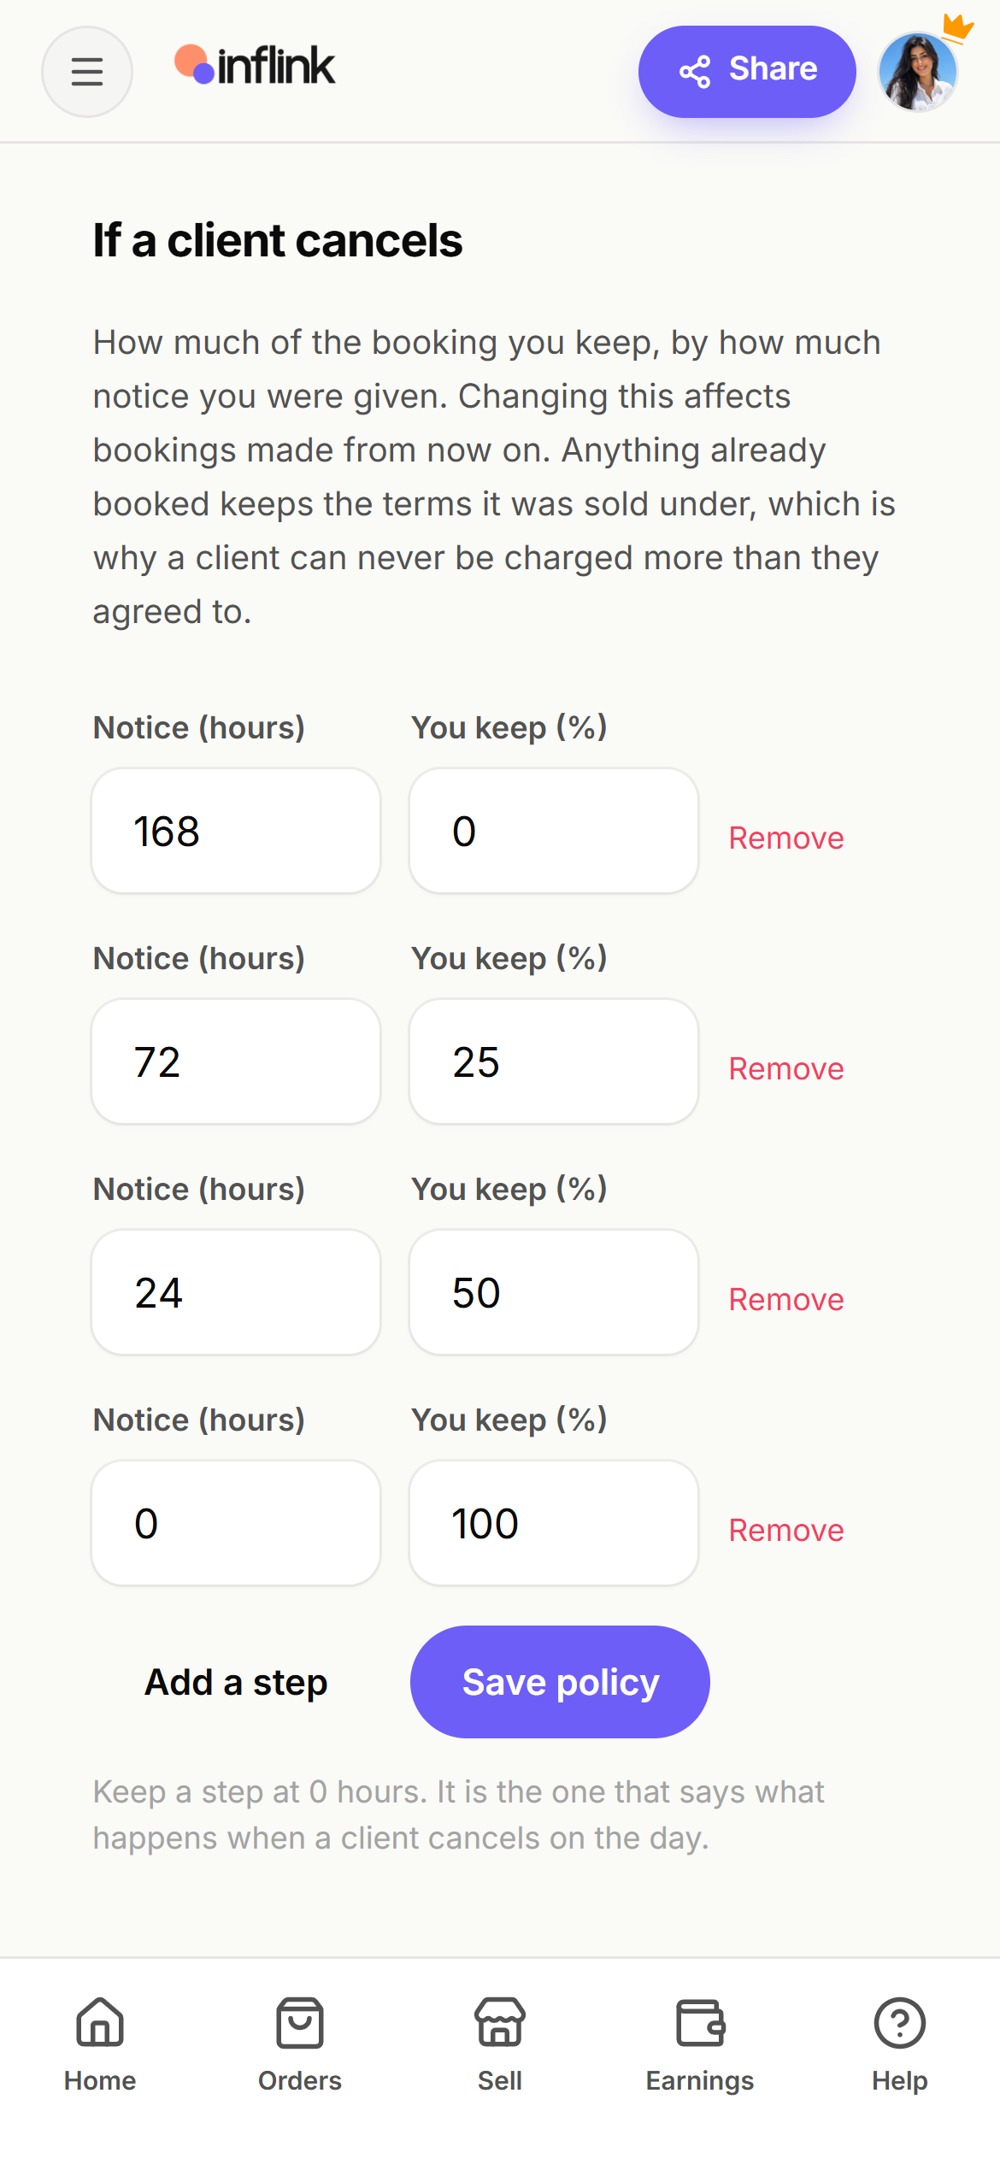 inflink
Share
If a client cancels
How much of the booking you keep, by how much
notice you were given. Changing this affects
bookings made from now on. Anything already
booked keeps the terms it was sold under, which is
why a client can never be charged more than they
agreed to.
Notice (hours) You keep (%)
168 0 Remove
Notice (hours) You keep (%)
72 25 Remove
Notice (hours) You keep (%)
24 50 Remove
Notice (hours) You keep (%)
0 100 Remove
Add a step Save policy
Keep a step at 0 hours. It is the one that says what
happens when a client cancels on the day.
Home Orders Sell Earnings Help